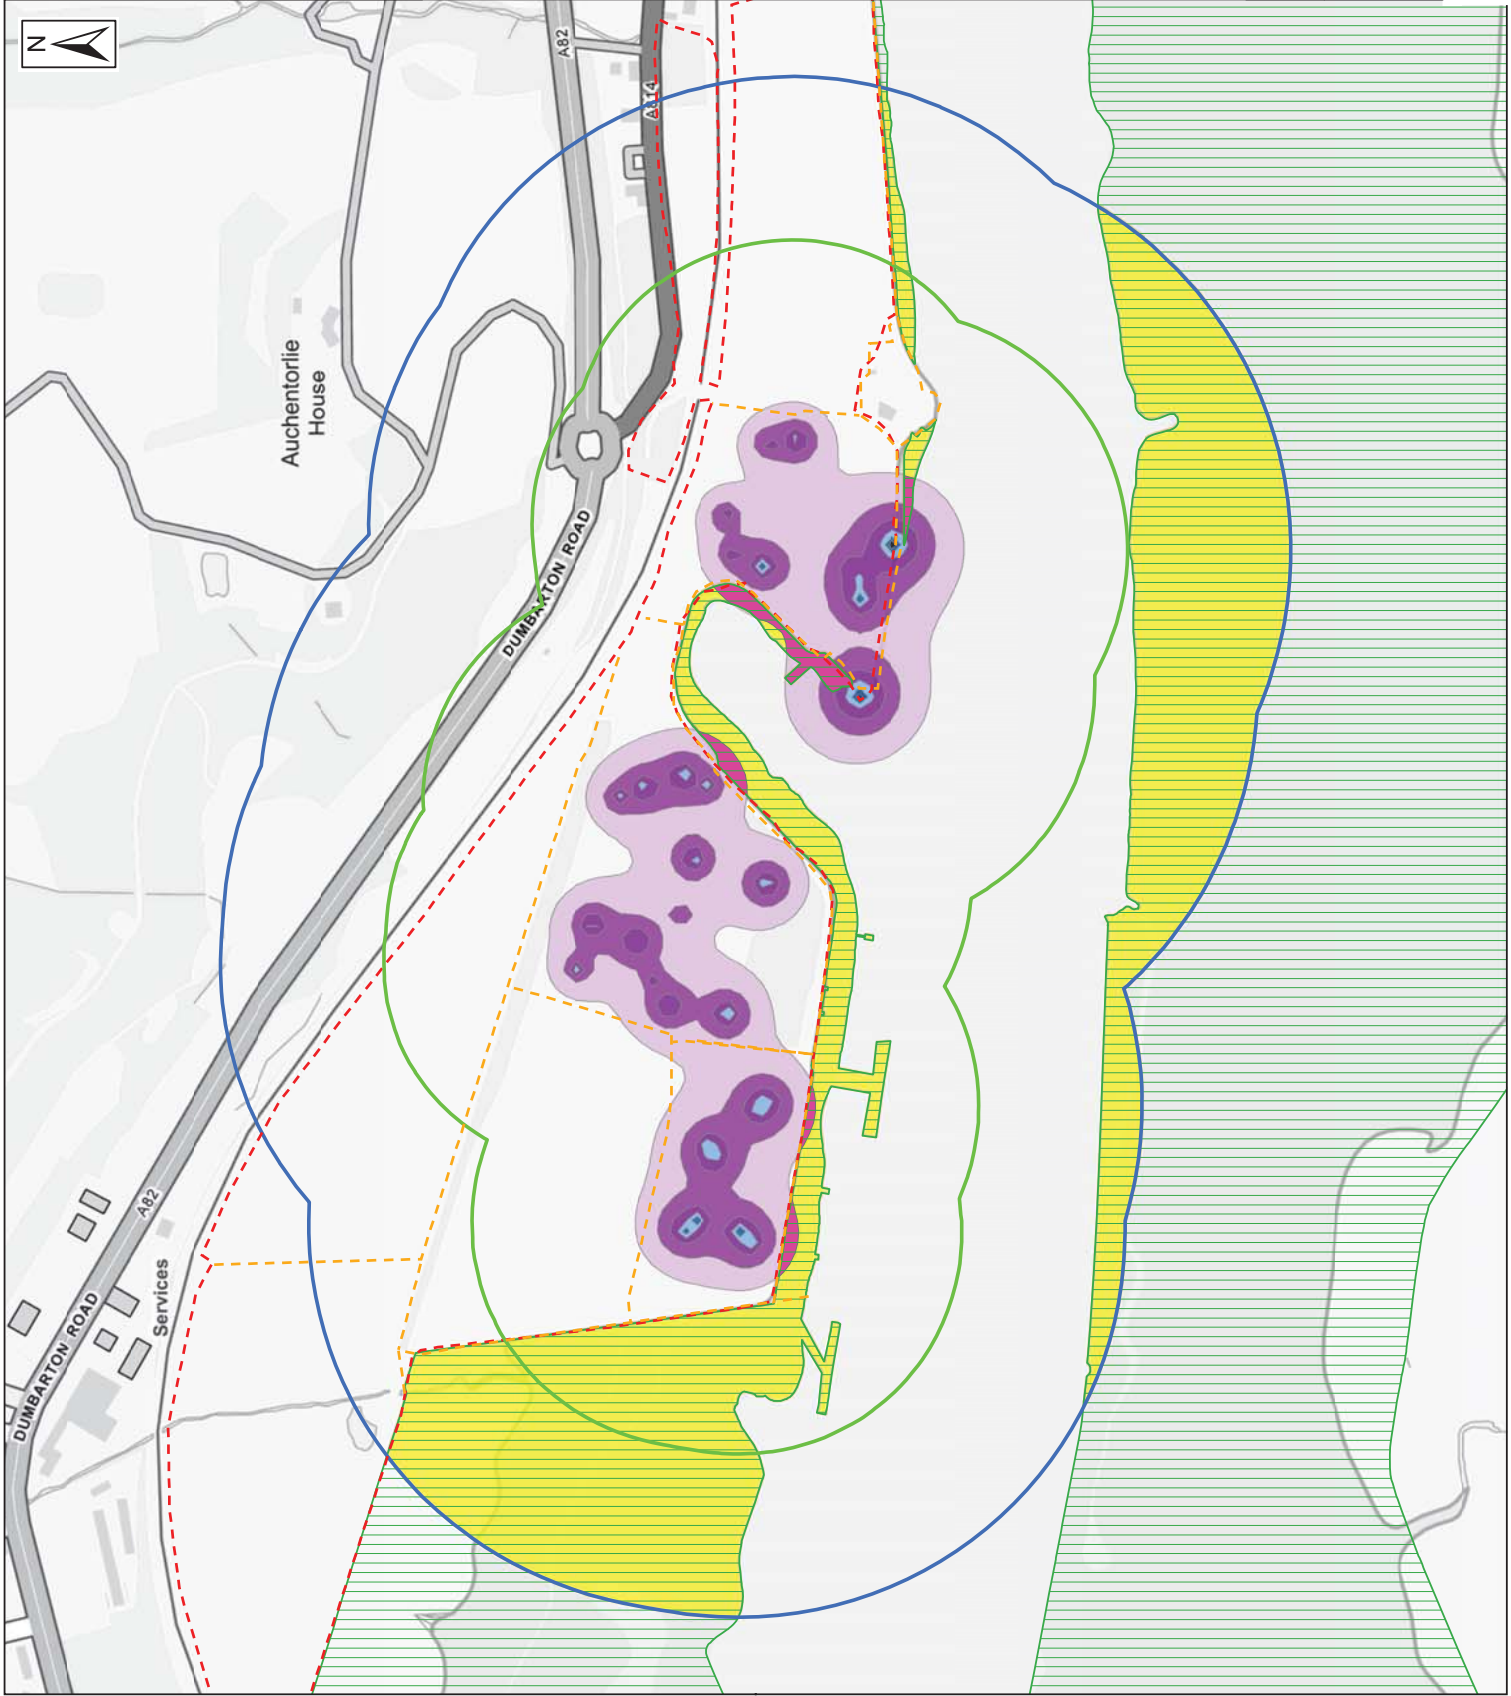 N
A82
A814
Auchentorlie
House
DUMBARTON ROAD
A82
Services
DUMBARTON ROAD